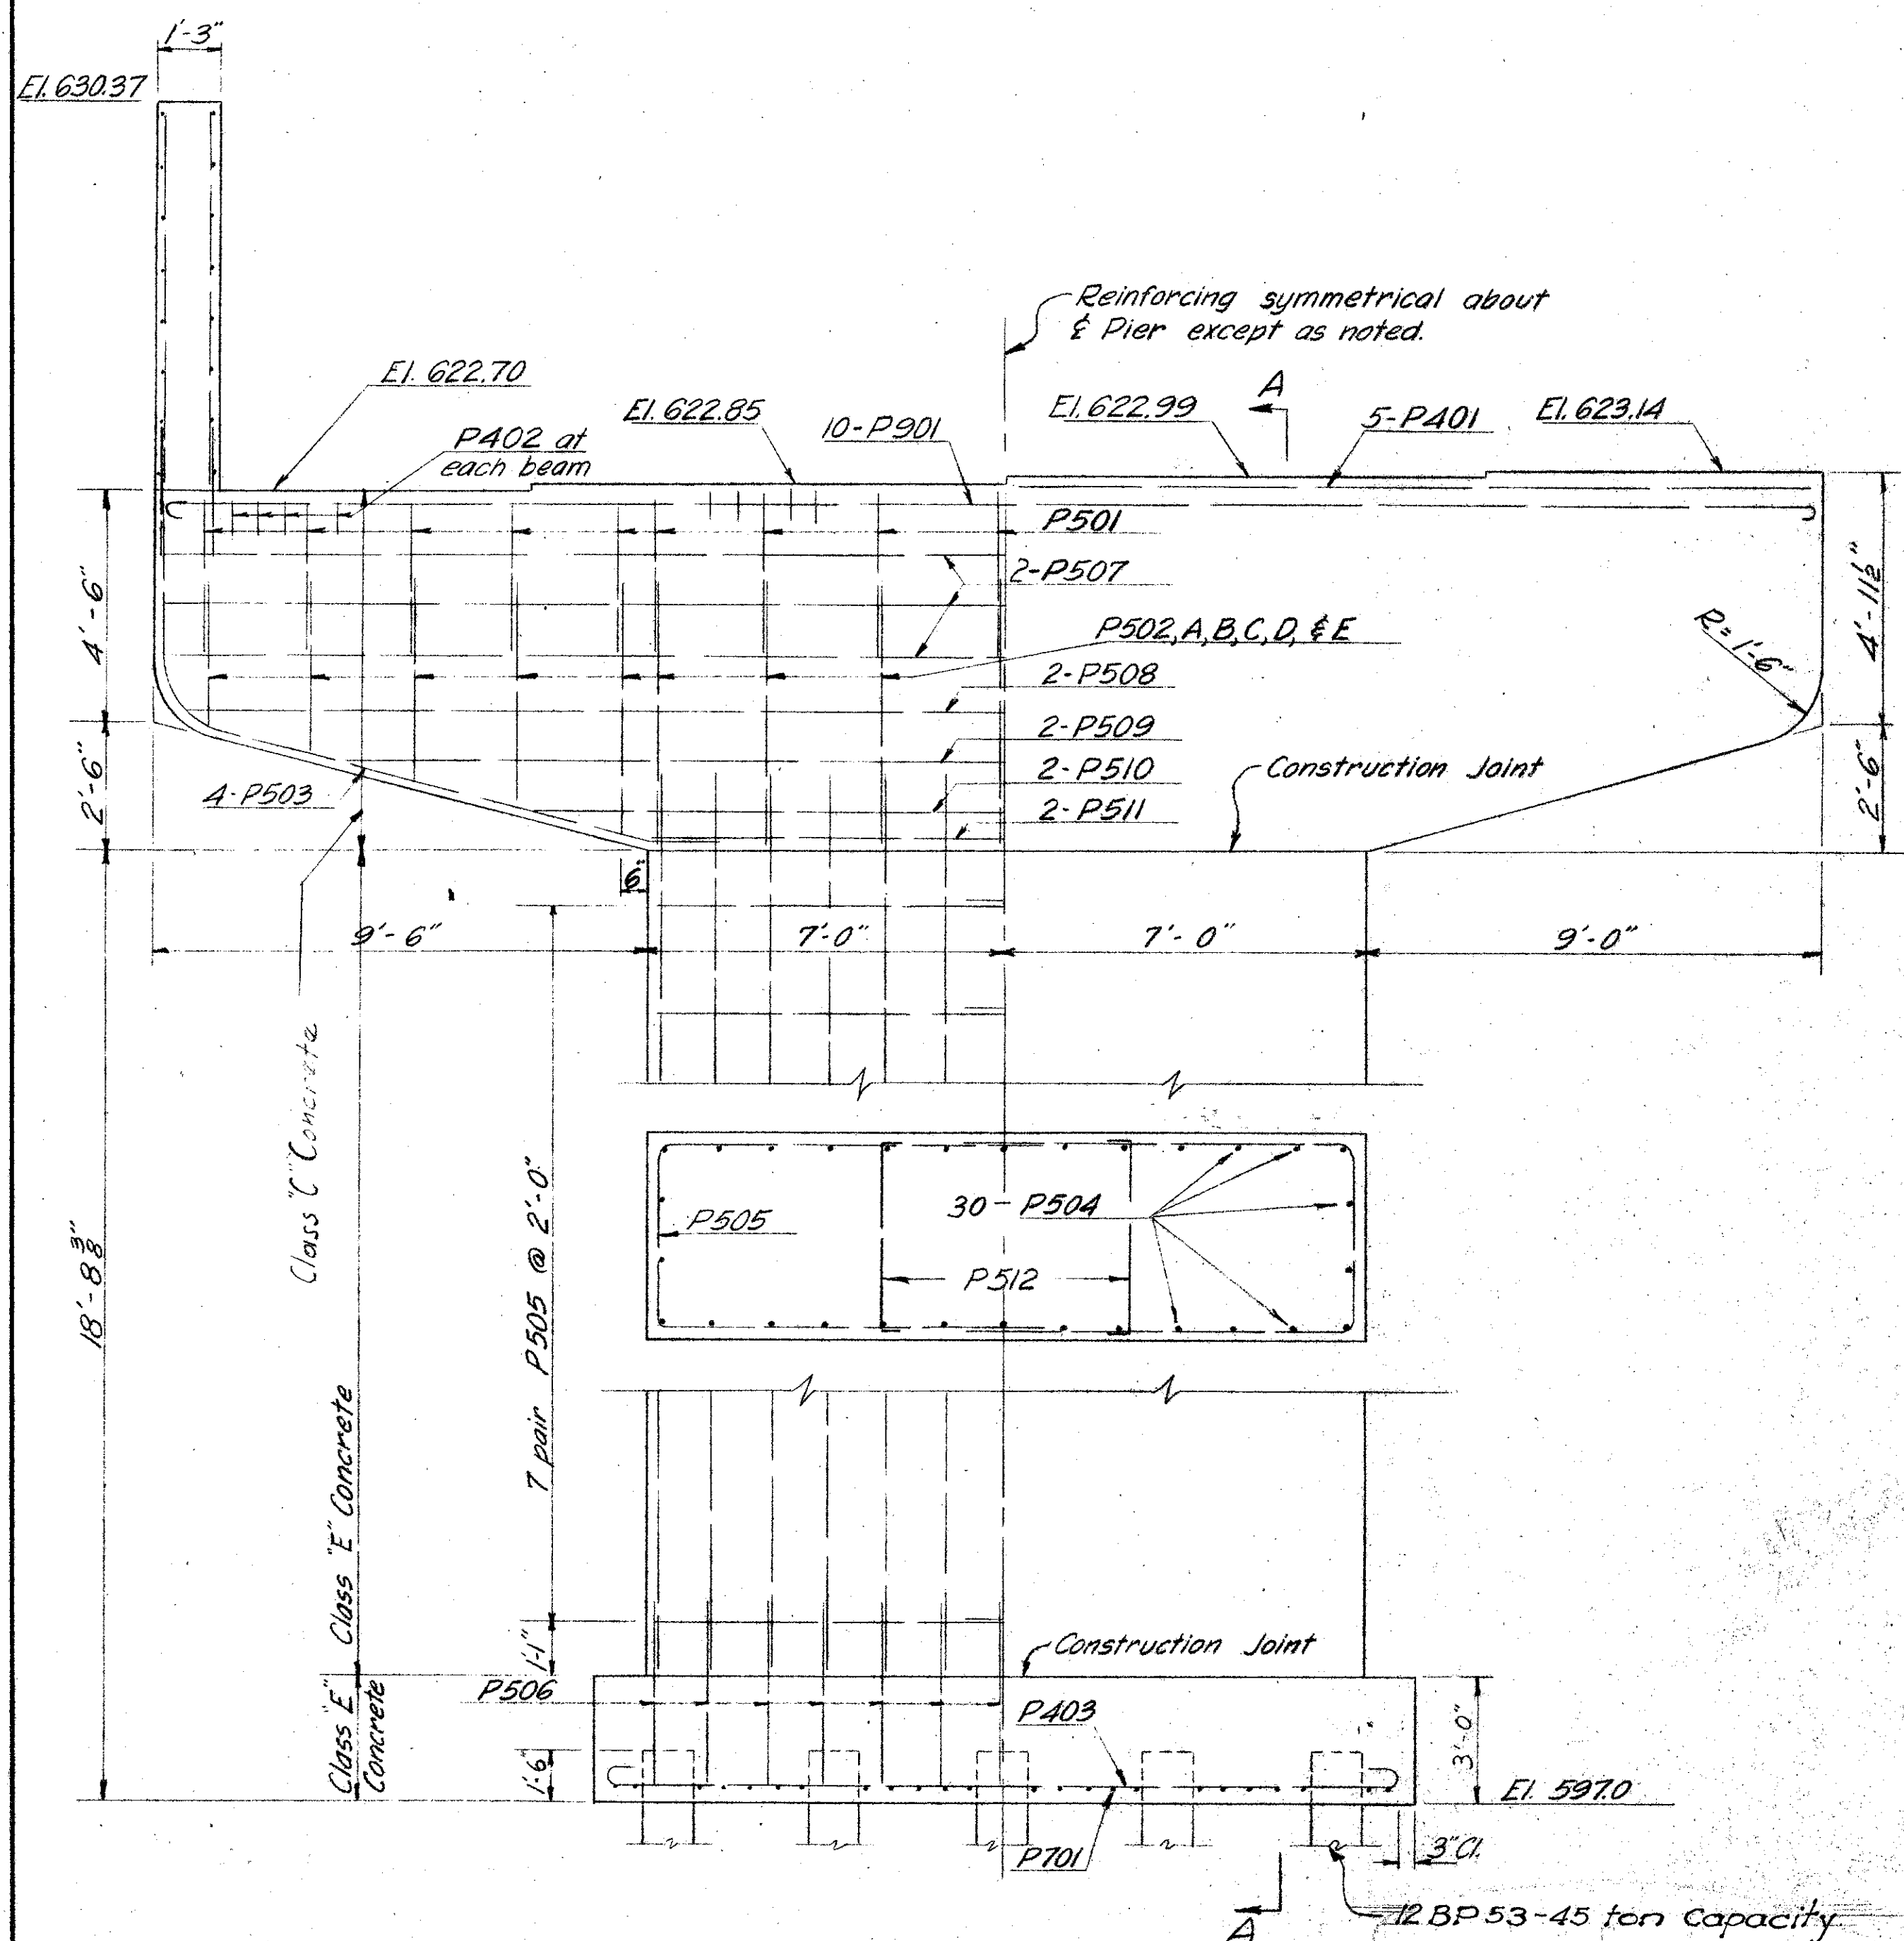 1'-3"
El. 630.37
Reinforcing symmetrical about
℄ Pier except as noted.
El. 622.70
El. 622.85
10-P901
El. 622.99
A
5-P401
El. 623.14
P402 at
each beam
P501
2-P507
P502, A, B, C, D, & E
R= 1'-6"
4'-6"
4'-11½"
2-P508
2-P509
2-P510
2-P511
Construction Joint
4-P503
2'-6"
2'-6"
6"
9'-6"
7'-0"
7'-0"
9'-0"
Class "C" Concrete
18'-8⅜"
7 pair P505 @ 2'-0"
P505
30-P504
P512
Class "E" Concrete
1'-1"
Construction Joint
P506
P403
Class "E"
Concrete
1'-6"
3'-0"
El. 597.0
P701
3" Cl.
A
12 BP 53-45 ton Capacity